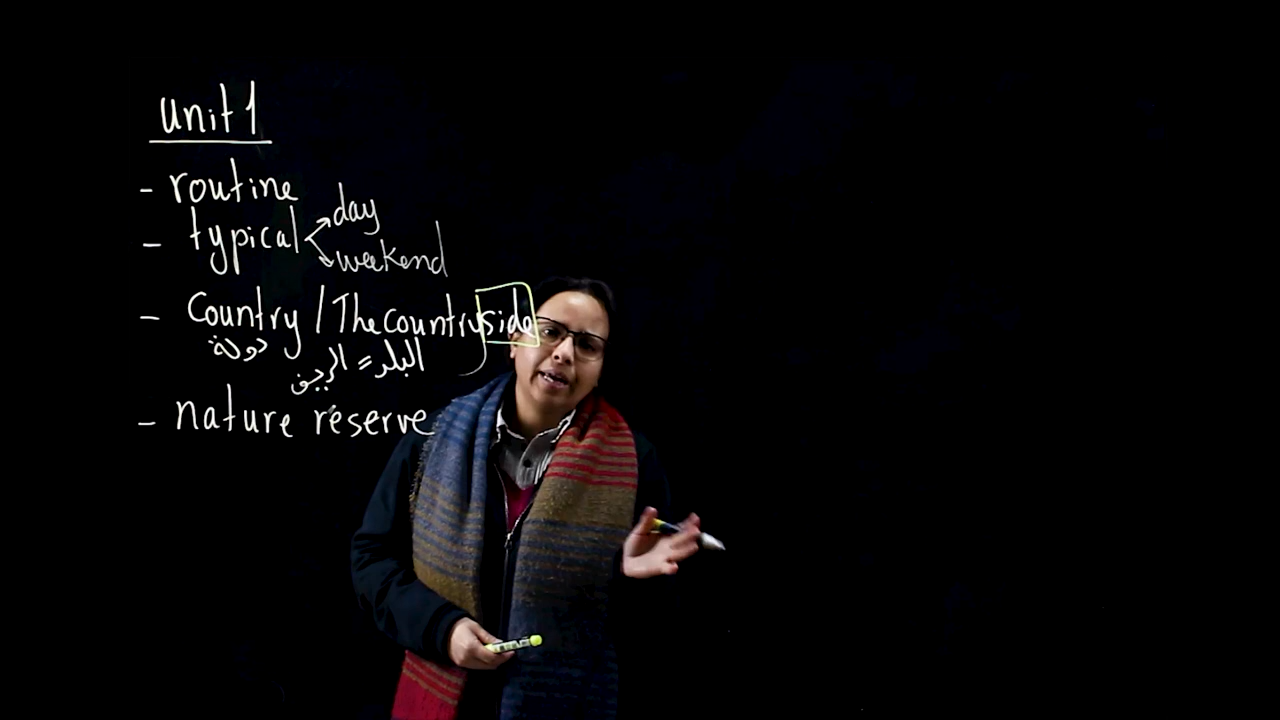 unit 1
- routine
- typical day
weekend
- Country / The countryside
دولة الريف = البلد
- nature reserve